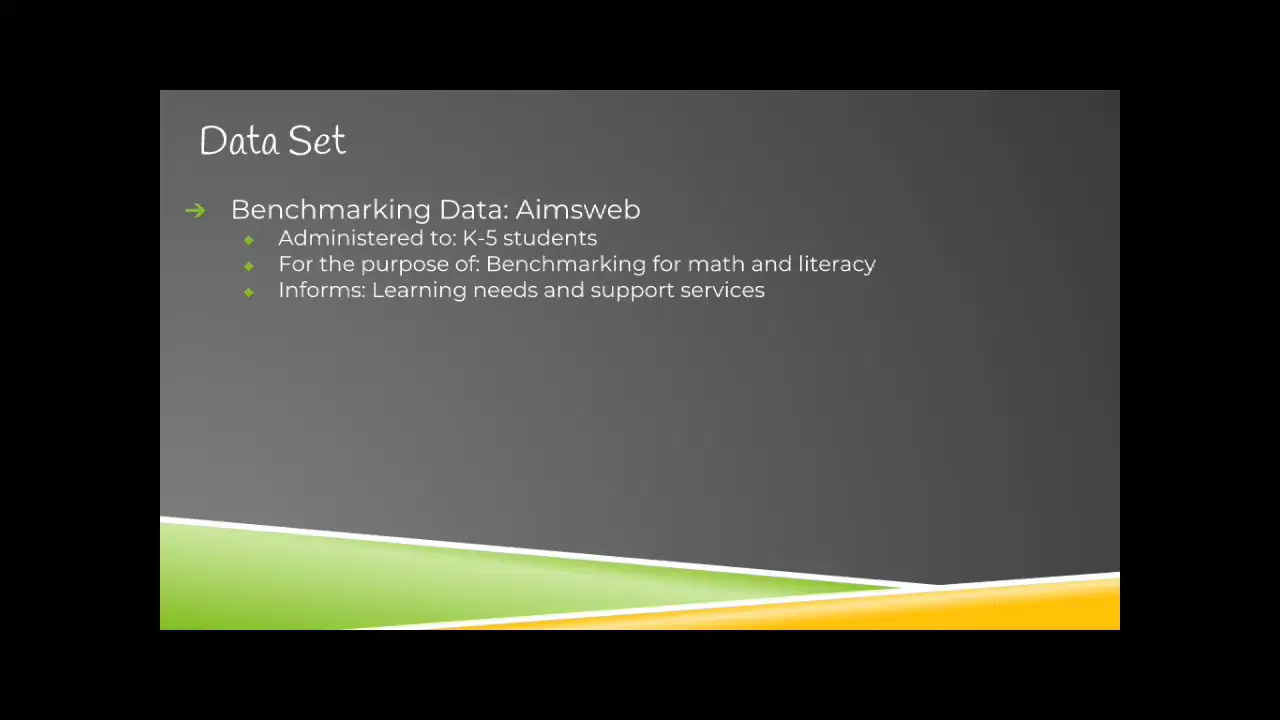 Data Set
➔ Benchmarking Data: Aimsweb
◆ Administered to: K-5 students
◆ For the purpose of: Benchmarking for math and literacy
◆ Informs: Learning needs and support services